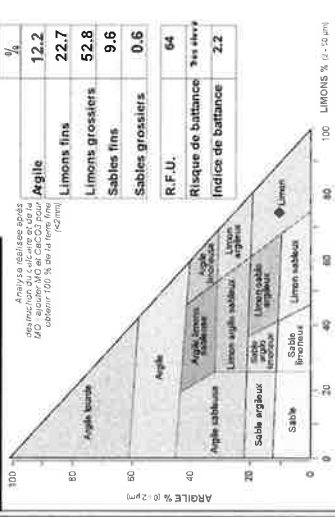 Analyse réalisée après
destruction du calcaire et de la
MO - ajouter MO et CaCO3 pour
obtenir 100 % de la terre fine
(<2mm)
%
Argile 12.2
Limons fins 22.7
Limons grossiers 52.8
Sables fins 9.6
Sables grossiers 0.6
R.F.U. 64
Risque de battance Très élevé
Indice de battance 2.2
ARGILE % (0 - 2 µm)
100
80
60
40
20
0
Argile lourde
Argile
Argile limono sableuse
Argile limoneuse
Argile sableuse
Limon argilo sableux
Limon argileux
Sable argileux
Sable argilo limoneux
Limon sablo argileux
Limon
Sable
Sable limoneux
Limon sableux
0 20 40 60 80 100
LIMONS % (2 - 50 µm)